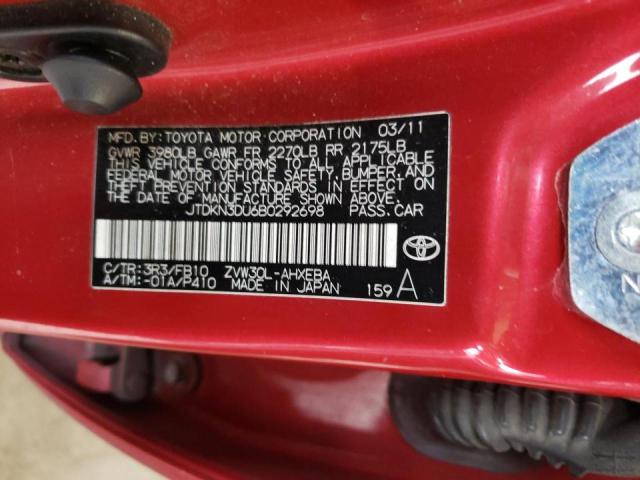 MFD. BY: TOYOTA MOTOR CORPORATION 03/11
GVWR 3980LB GAWR FR 2270LB RR 2175LB
THIS VEHICLE CONFORMS TO ALL APPLICABLE
FEDERAL MOTOR VEHICLE SAFETY, BUMPER, AND
THEFT PREVENTION STANDARDS IN EFFECT ON
THE DATE OF MANUFACTURE SHOWN ABOVE.
JTDKN3DU6B0292698 PASS. CAR
C/TR: 3R3/FB10 ZVW30L-AHXEBA
A/TM: -01A/P410 MADE IN JAPAN 159 A